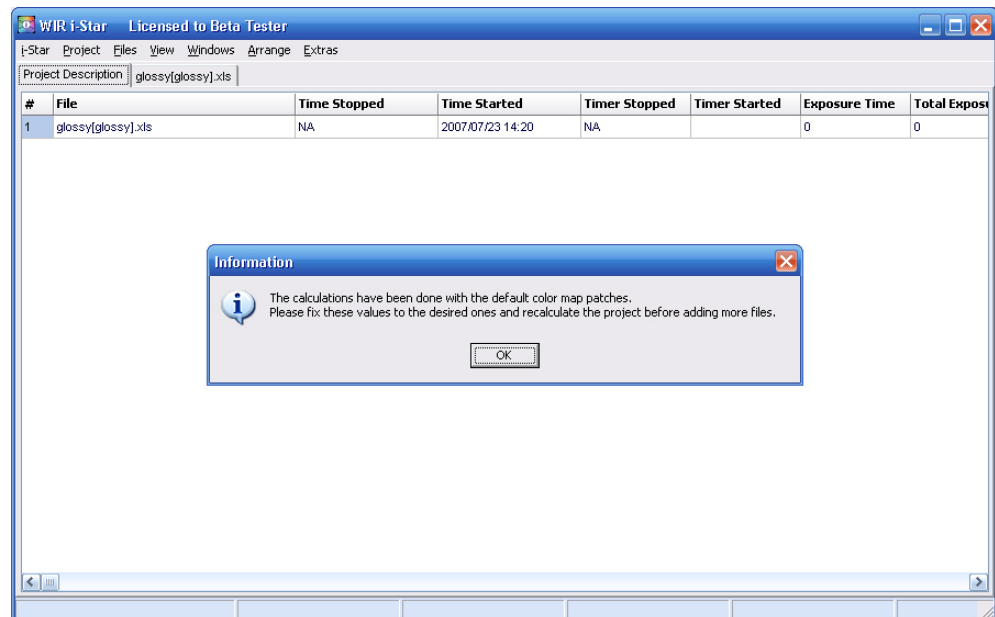 WIR i-Star Licensed to Beta Tester
i-Star Project Files View Windows Arrange Extras
Project Description glossy[glossy].xls
# File Time Stopped Time Started Timer Stopped Timer Started Exposure Time Total Exposu
1 glossy[glossy].xls NA 2007/07/23 14:20 NA 0 0
Information
The calculations have been done with the default color map patches.
Please fix these values to the desired ones and recalculate the project before adding more files.
OK